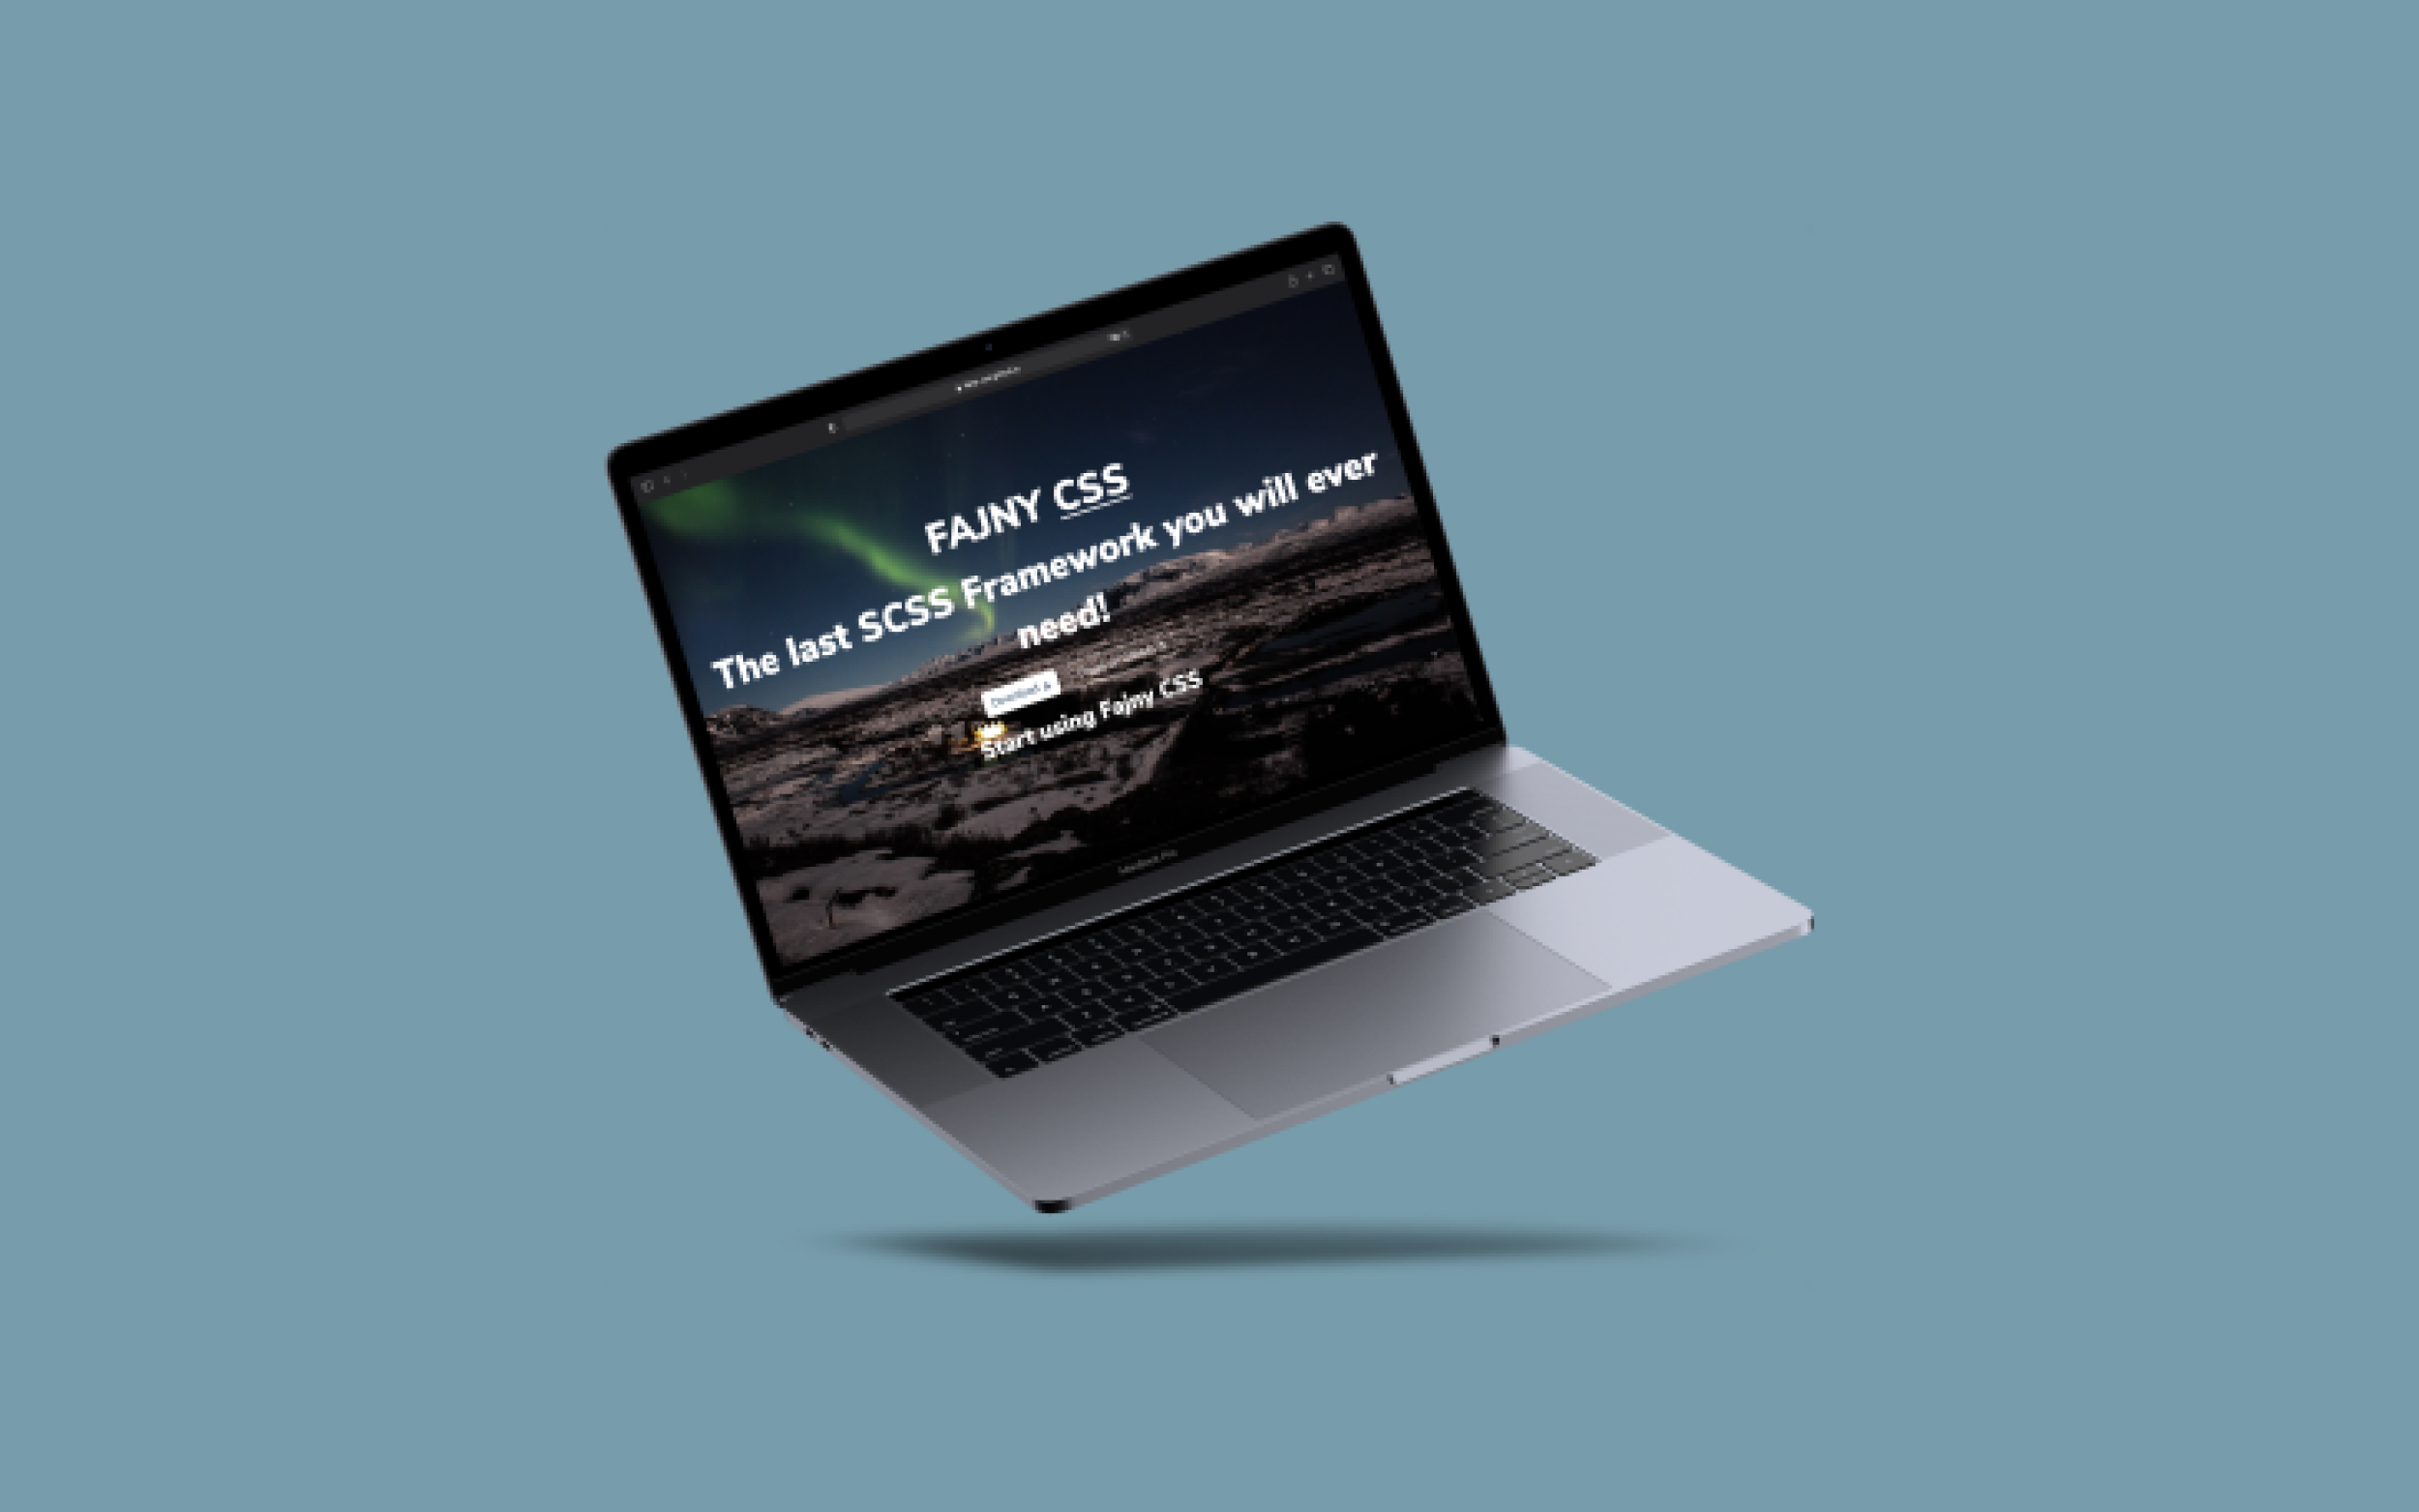 FAJNY CSS
The last SCSS Framework you will ever
need!
Download
Start using Fajny CSS
MacBook Pro